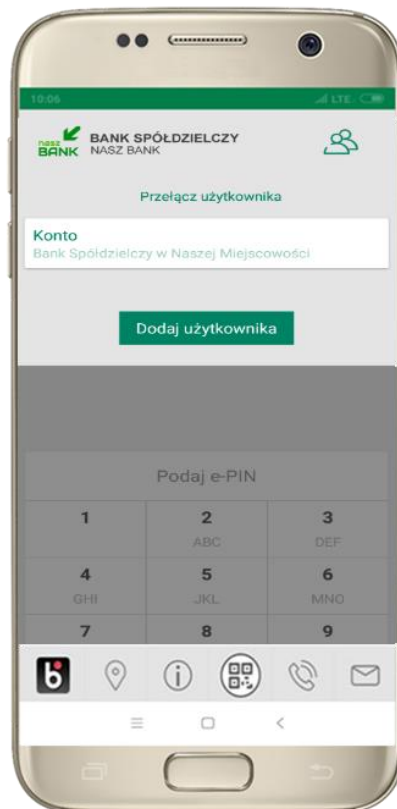 10:06
LTE
nasz
BANK
BANK SPÓŁDZIELCZY
NASZ BANK
Przełącz użytkownika
Konto
Bank Spółdzielczy w Naszej Miejscowości
Dodaj użytkownika
Podaj e-PIN
1 2 3
ABC DEF
4 5 6
GHI JKL MNO
7 8 9
b i